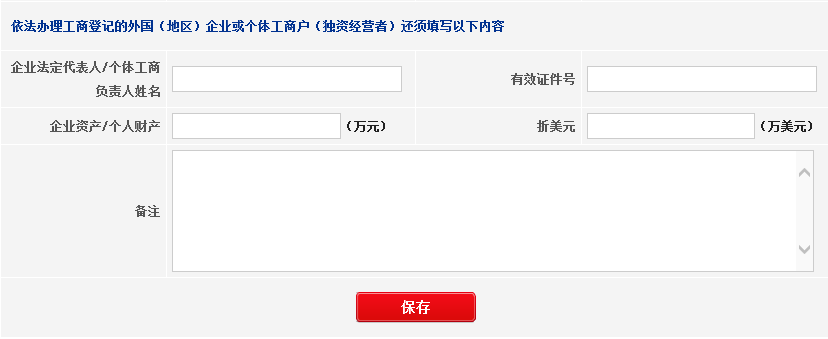 依法办理工商登记的外国（地区）企业或个体工商户（独资经营者）还须填写以下内容
企业法定代表人/个体工商
负责人姓名
有效证件号
企业资产/个人财产
（万元）
折美元
（万美元）
备注
保存